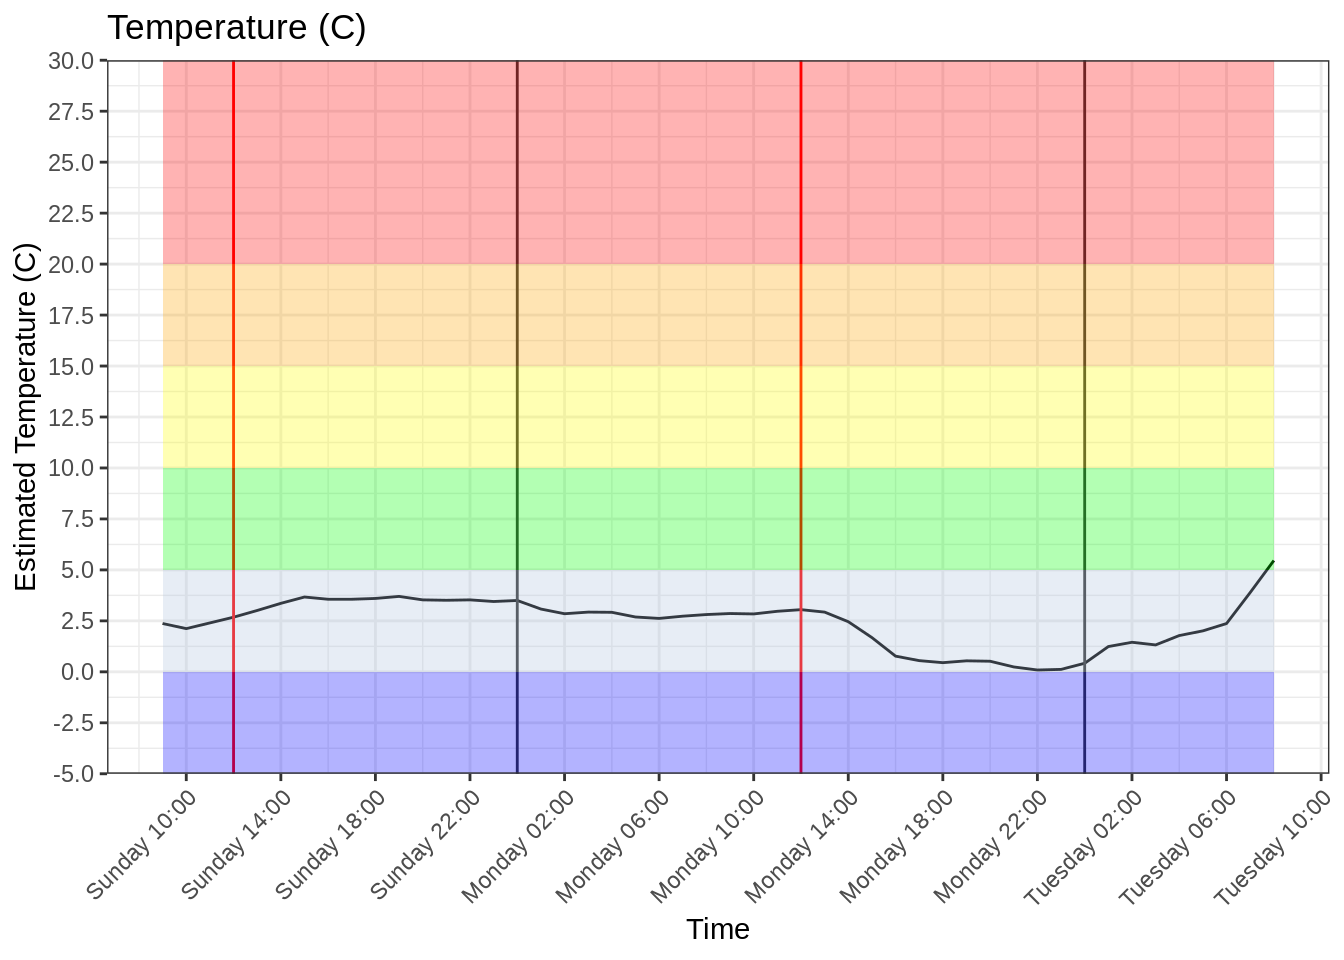 Temperature (C)
Estimated Temperature (C)
30.0
27.5
25.0
22.5
20.0
17.5
15.0
12.5
10.0
7.5
5.0
2.5
0.0
-2.5
-5.0
Sunday 10:00
Sunday 14:00
Sunday 18:00
Sunday 22:00
Monday 02:00
Monday 06:00
Monday 10:00
Monday 14:00
Monday 18:00
Monday 22:00
Tuesday 02:00
Tuesday 06:00
Tuesday 10:00
Time